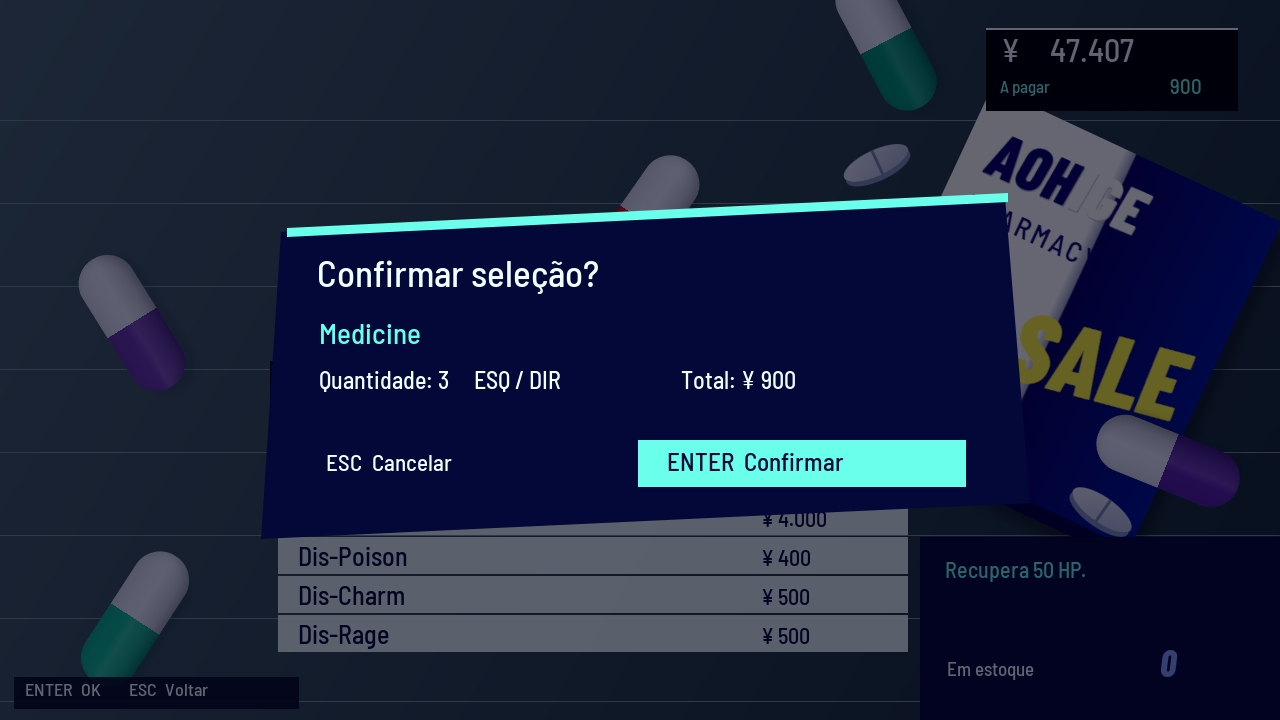 ¥ 47.407
A pagar 900
AOH GE
ARMACY
SALE
Confirmar seleção?
Medicine
Quantidade: 3 ESQ / DIR Total: ¥ 900
ESC Cancelar ENTER Confirmar
¥ 4.000
Dis-Poison ¥ 400
Dis-Charm ¥ 500
Dis-Rage ¥ 500
Recupera 50 HP.
Em estoque 0
ENTER OK ESC Voltar